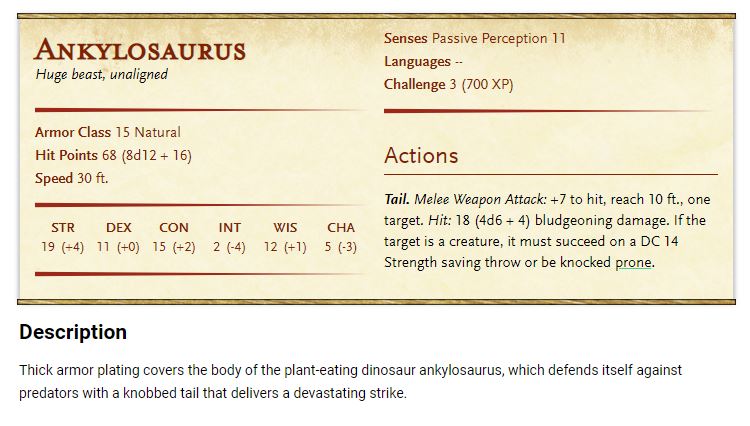 Ankylosaurus
Huge beast, unaligned
Armor Class 15 Natural
Hit Points 68 (8d12 + 16)
Speed 30 ft.
STR DEX CON INT WIS CHA
19 (+4) 11 (+0) 15 (+2) 2 (-4) 12 (+1) 5 (-3)
Senses Passive Perception 11
Languages --
Challenge 3 (700 XP)
Actions
Tail. Melee Weapon Attack: +7 to hit, reach 10 ft., one
target. Hit: 18 (4d6 + 4) bludgeoning damage. If the
target is a creature, it must succeed on a DC 14
Strength saving throw or be knocked prone.
Description
Thick armor plating covers the body of the plant-eating dinosaur ankylosaurus, which defends itself against
predators with a knobbed tail that delivers a devastating strike.